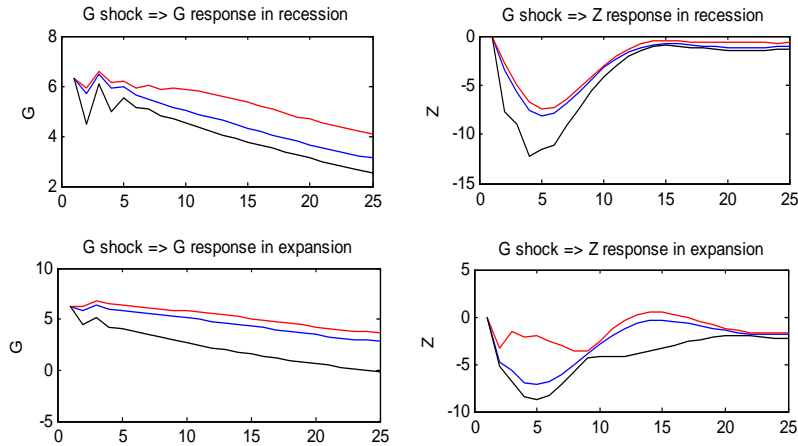 G shock => G response in recession
8
6
4
2
G
0 5 10 15 20 25
G shock => Z response in recession
0
-5
-10
-15
Z
0 5 10 15 20 25
G shock => G response in expansion
10
5
0
-5
G
0 5 10 15 20 25
G shock => Z response in expansion
5
0
-5
-10
Z
0 5 10 15 20 25